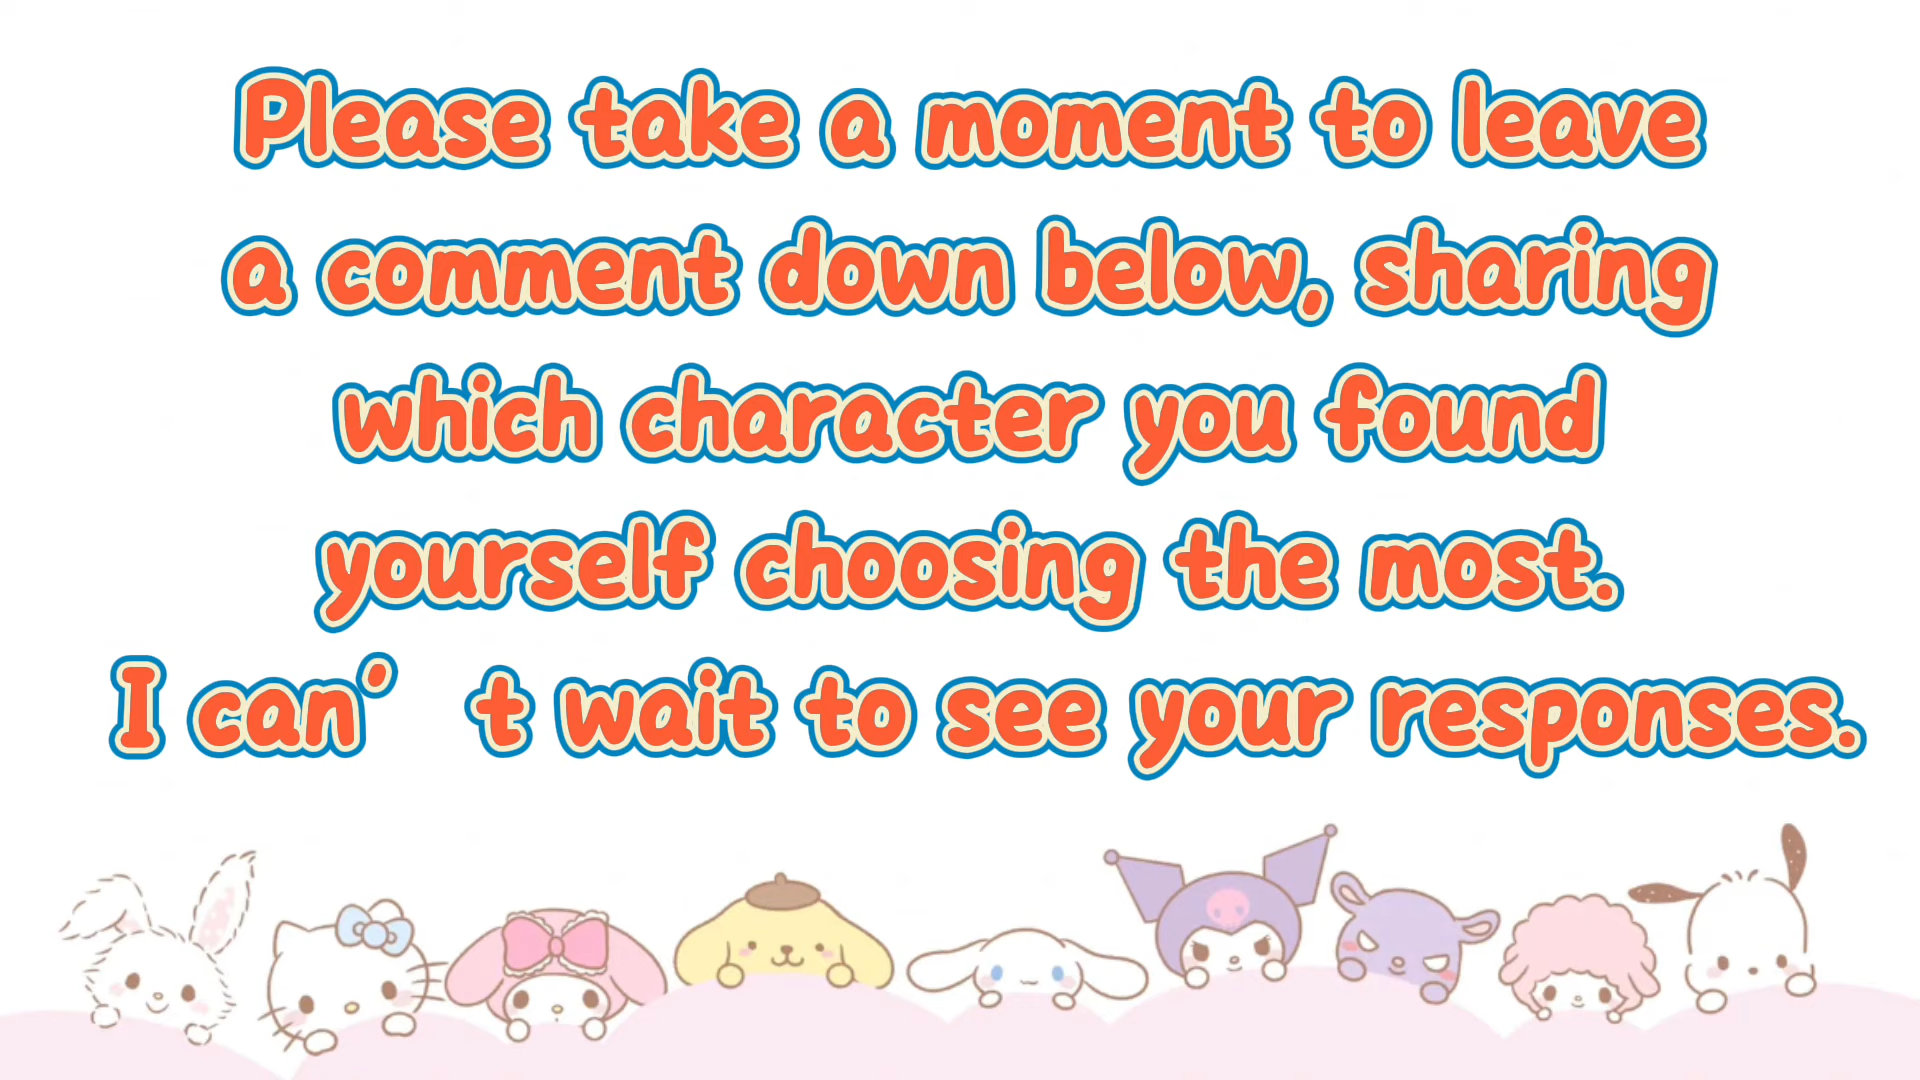 Please take a moment to leave
a comment down below, sharing
which character you found
yourself choosing the most.
I can’t wait to see your responses.